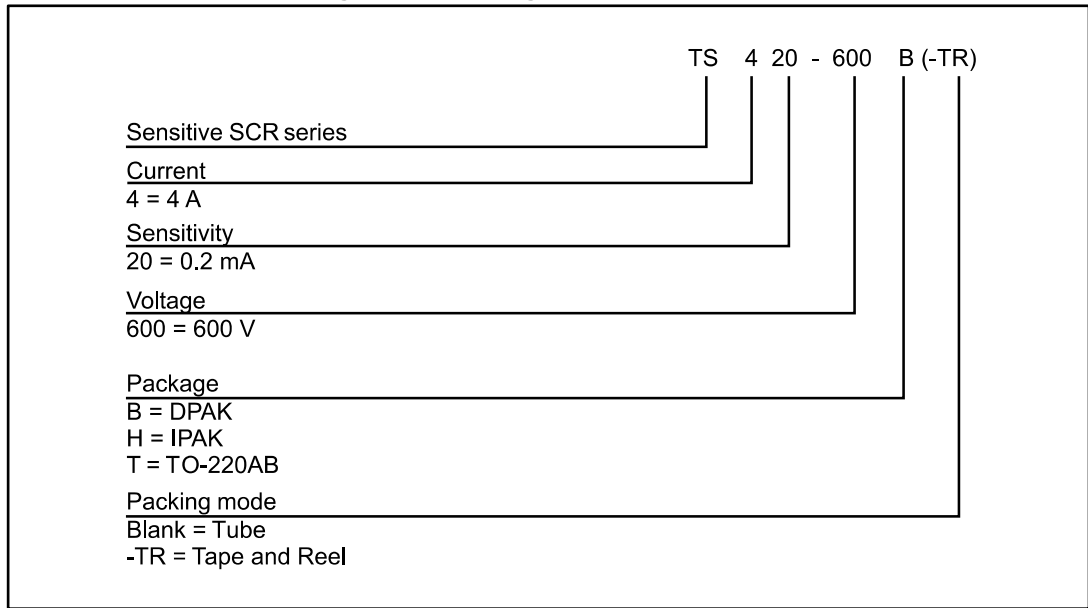 TS 4 20 - 600 B (-TR)
Sensitive SCR series
Current
4 = 4 A
Sensitivity
20 = 0.2 mA
Voltage
600 = 600 V
Package
B = DPAK
H = IPAK
T = TO-220AB
Packing mode
Blank = Tube
-TR = Tape and Reel